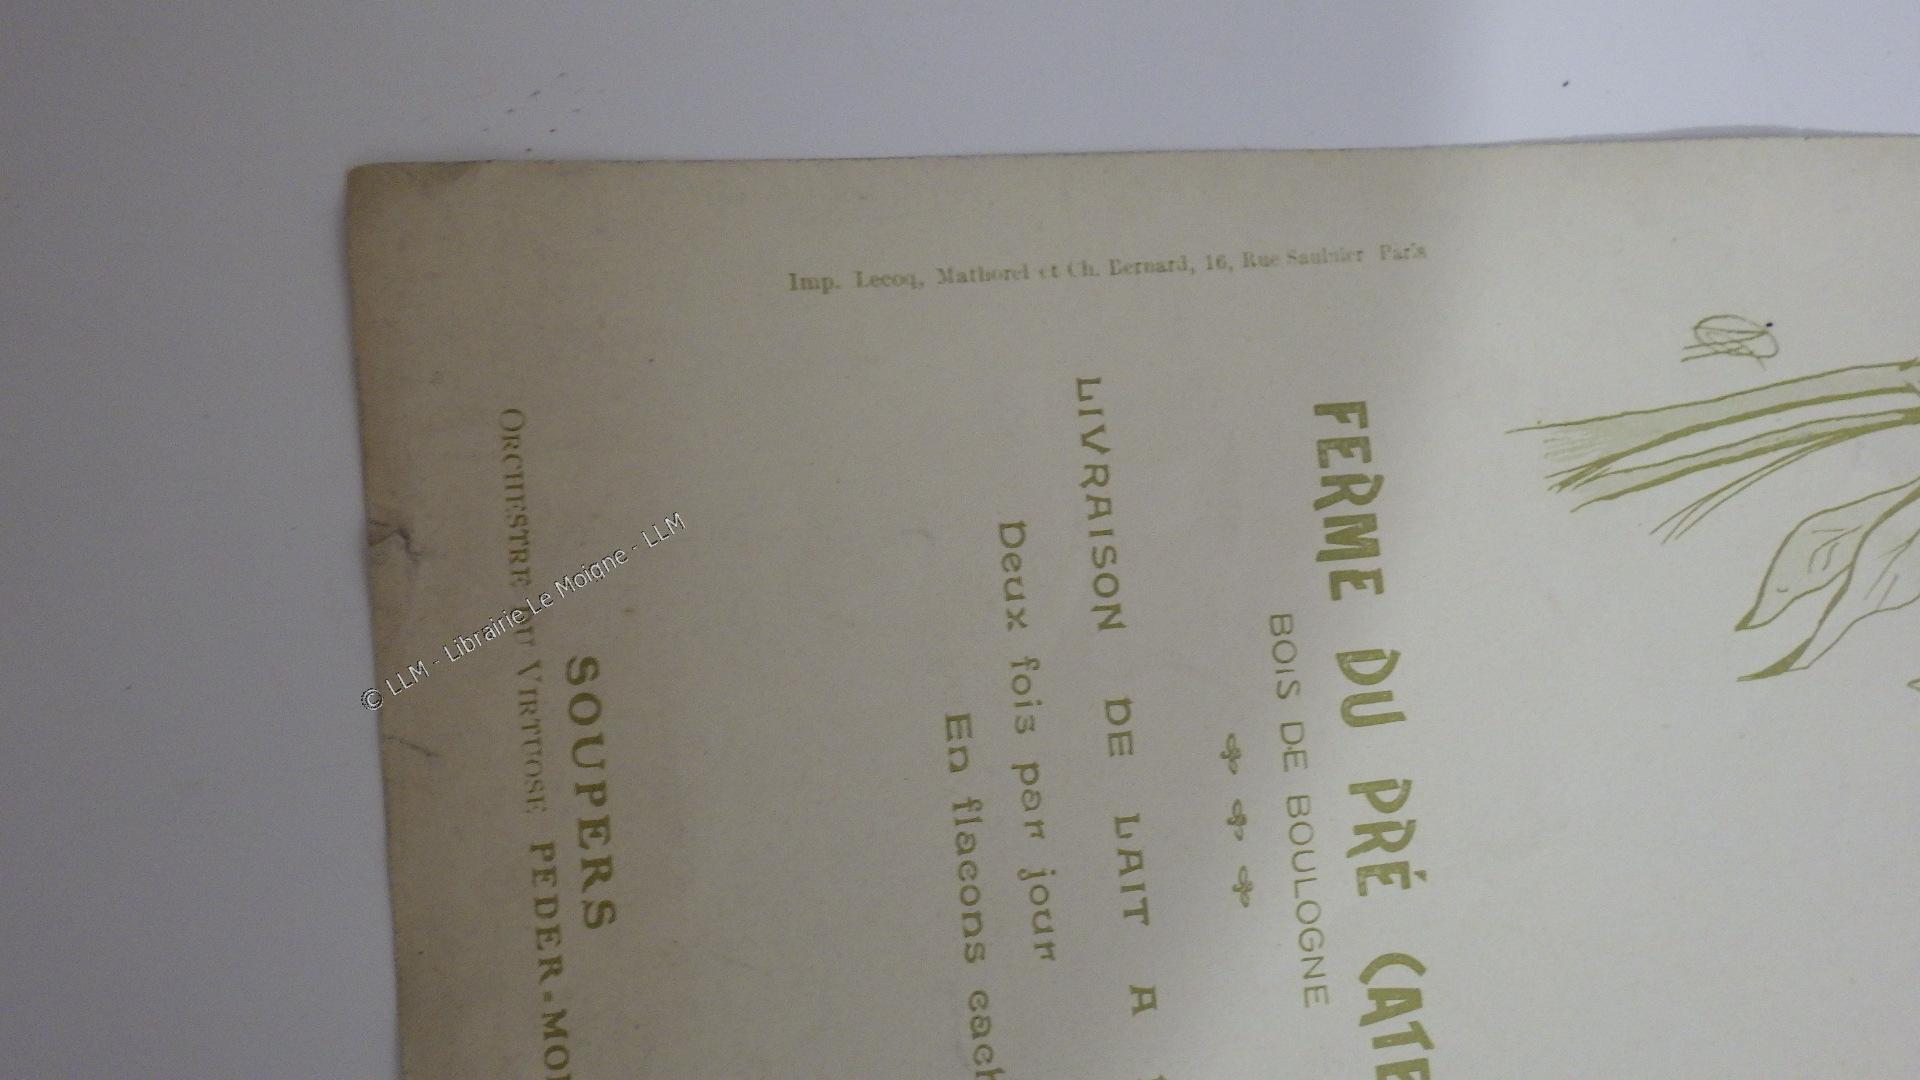 FERME DU PRÉ CATE
BOIS DE BOULOGNE
LIVRAISON DE LAIT A
Deux fois par jour
En flacons cach
SOUPERS
ORCHESTRE DU VIRTUOSE PEDER-MO
Imp. Lecoq, Mathorel et Ch. Bernard, 16, Rue Saulnier Paris
© LLM - Librairie Le Moigne - LLM